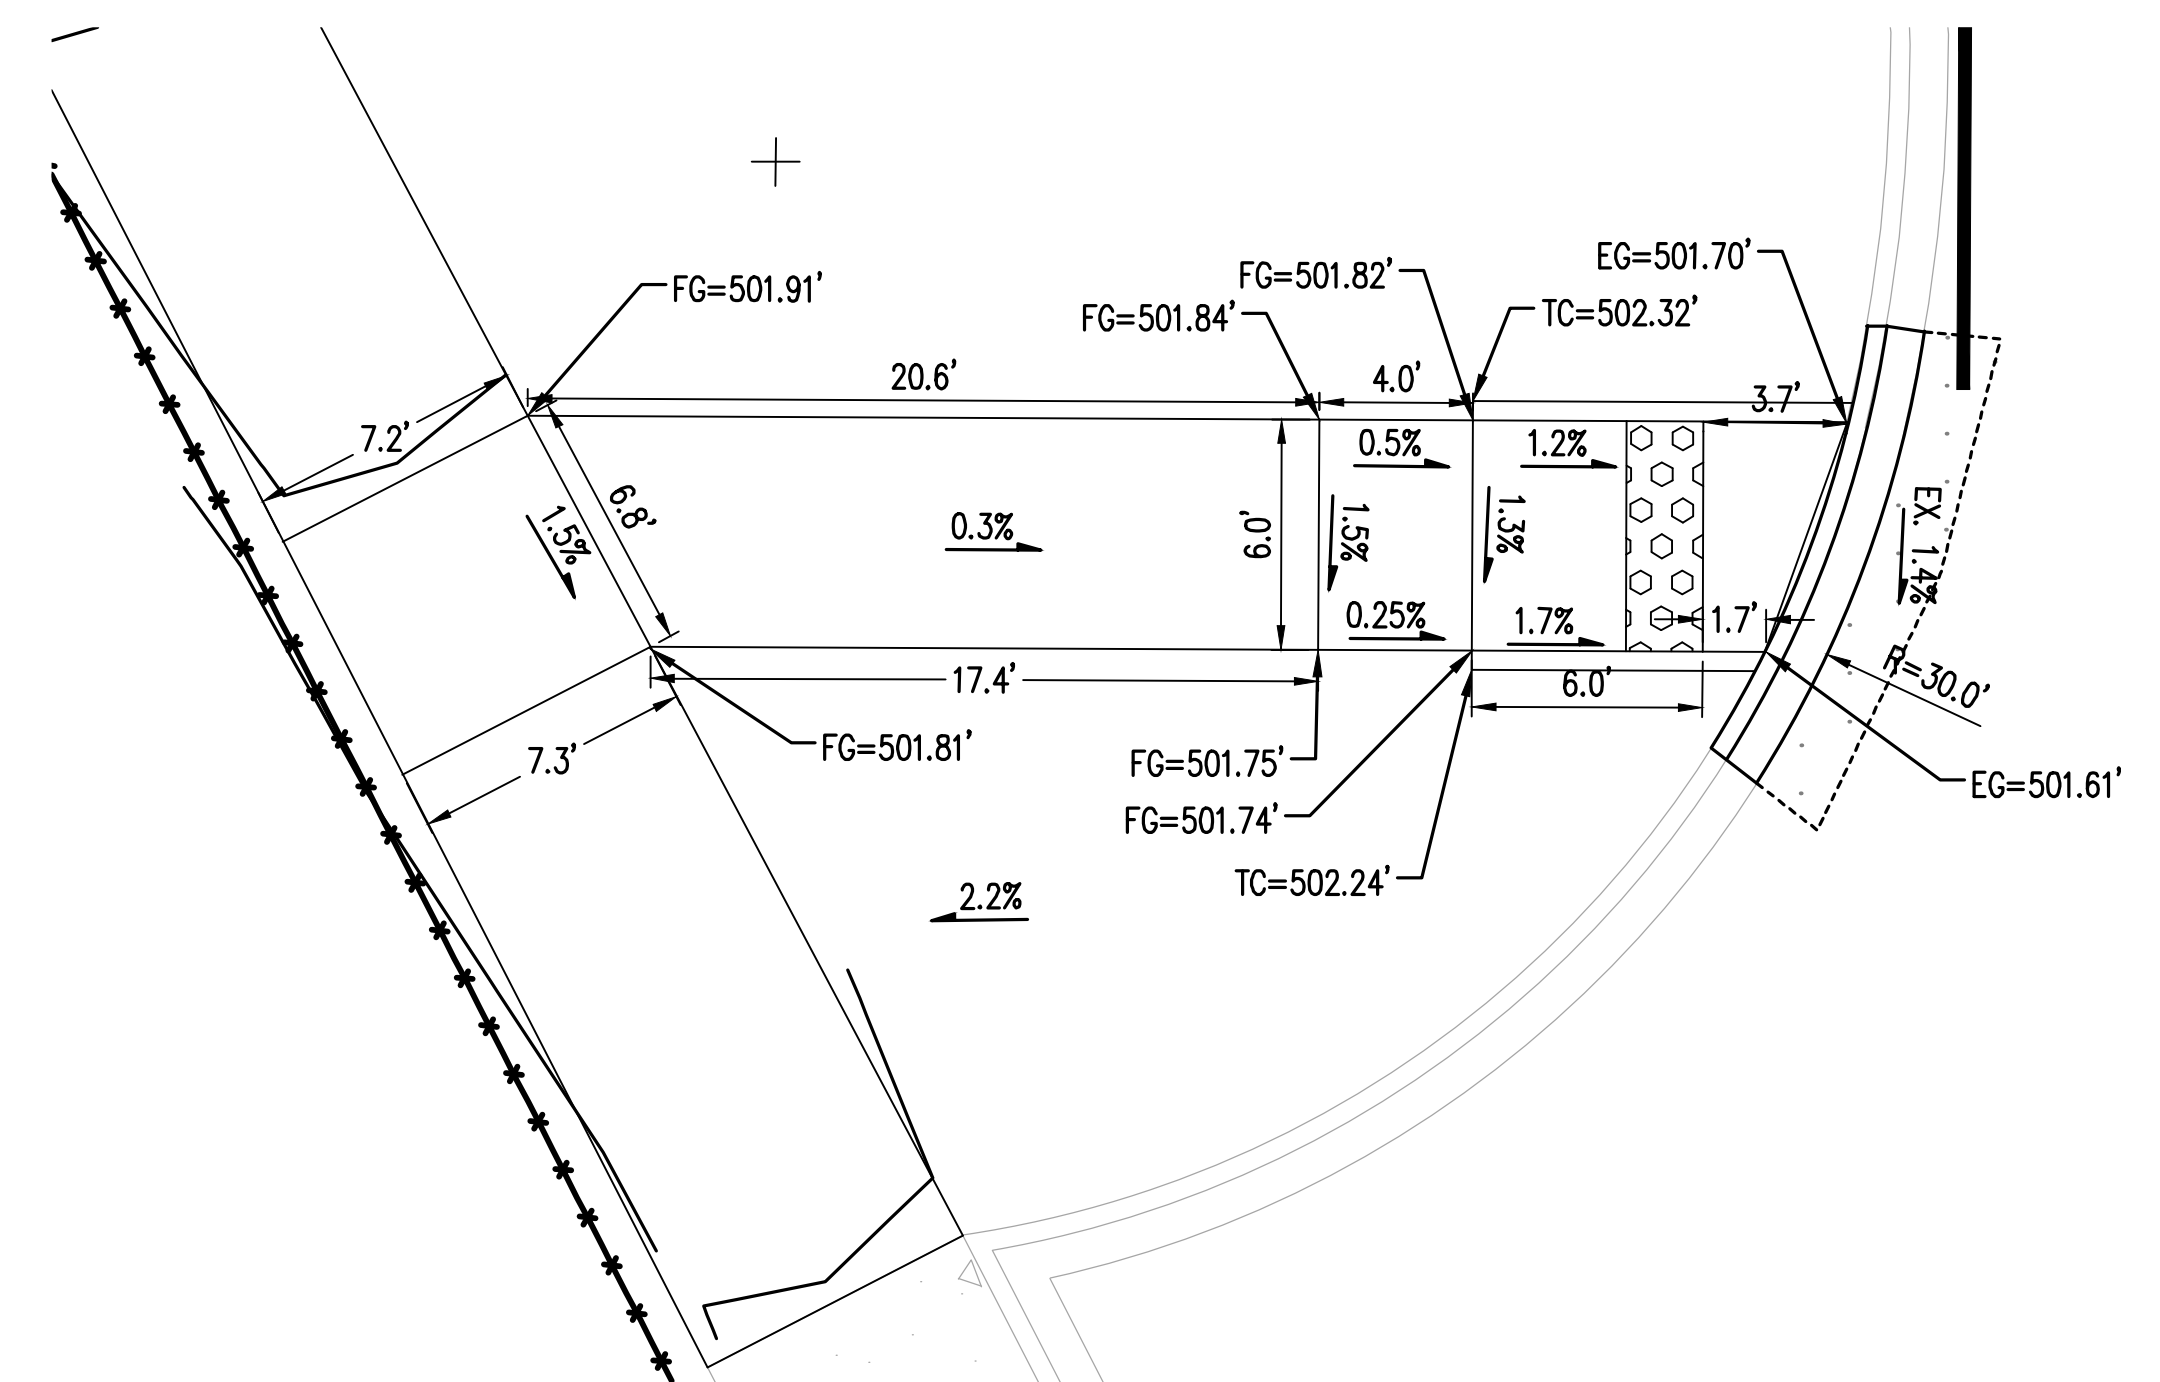 EG=501.70'
FG=501.82'
FG=501.91'
FG=501.84'
TC=502.32'
20.6'
4.0'
3.7'
7.2'
0.5%
1.2%
6.8'
1.5%
0.3%
6.0'
1.5%
1.3%
EX. 1.4%
0.25%
1.7%
1.7'
R=30.0'
17.4'
6.0'
FG=501.81'
7.3'
FG=501.75'
EG=501.61'
FG=501.74'
TC=502.24'
2.2%